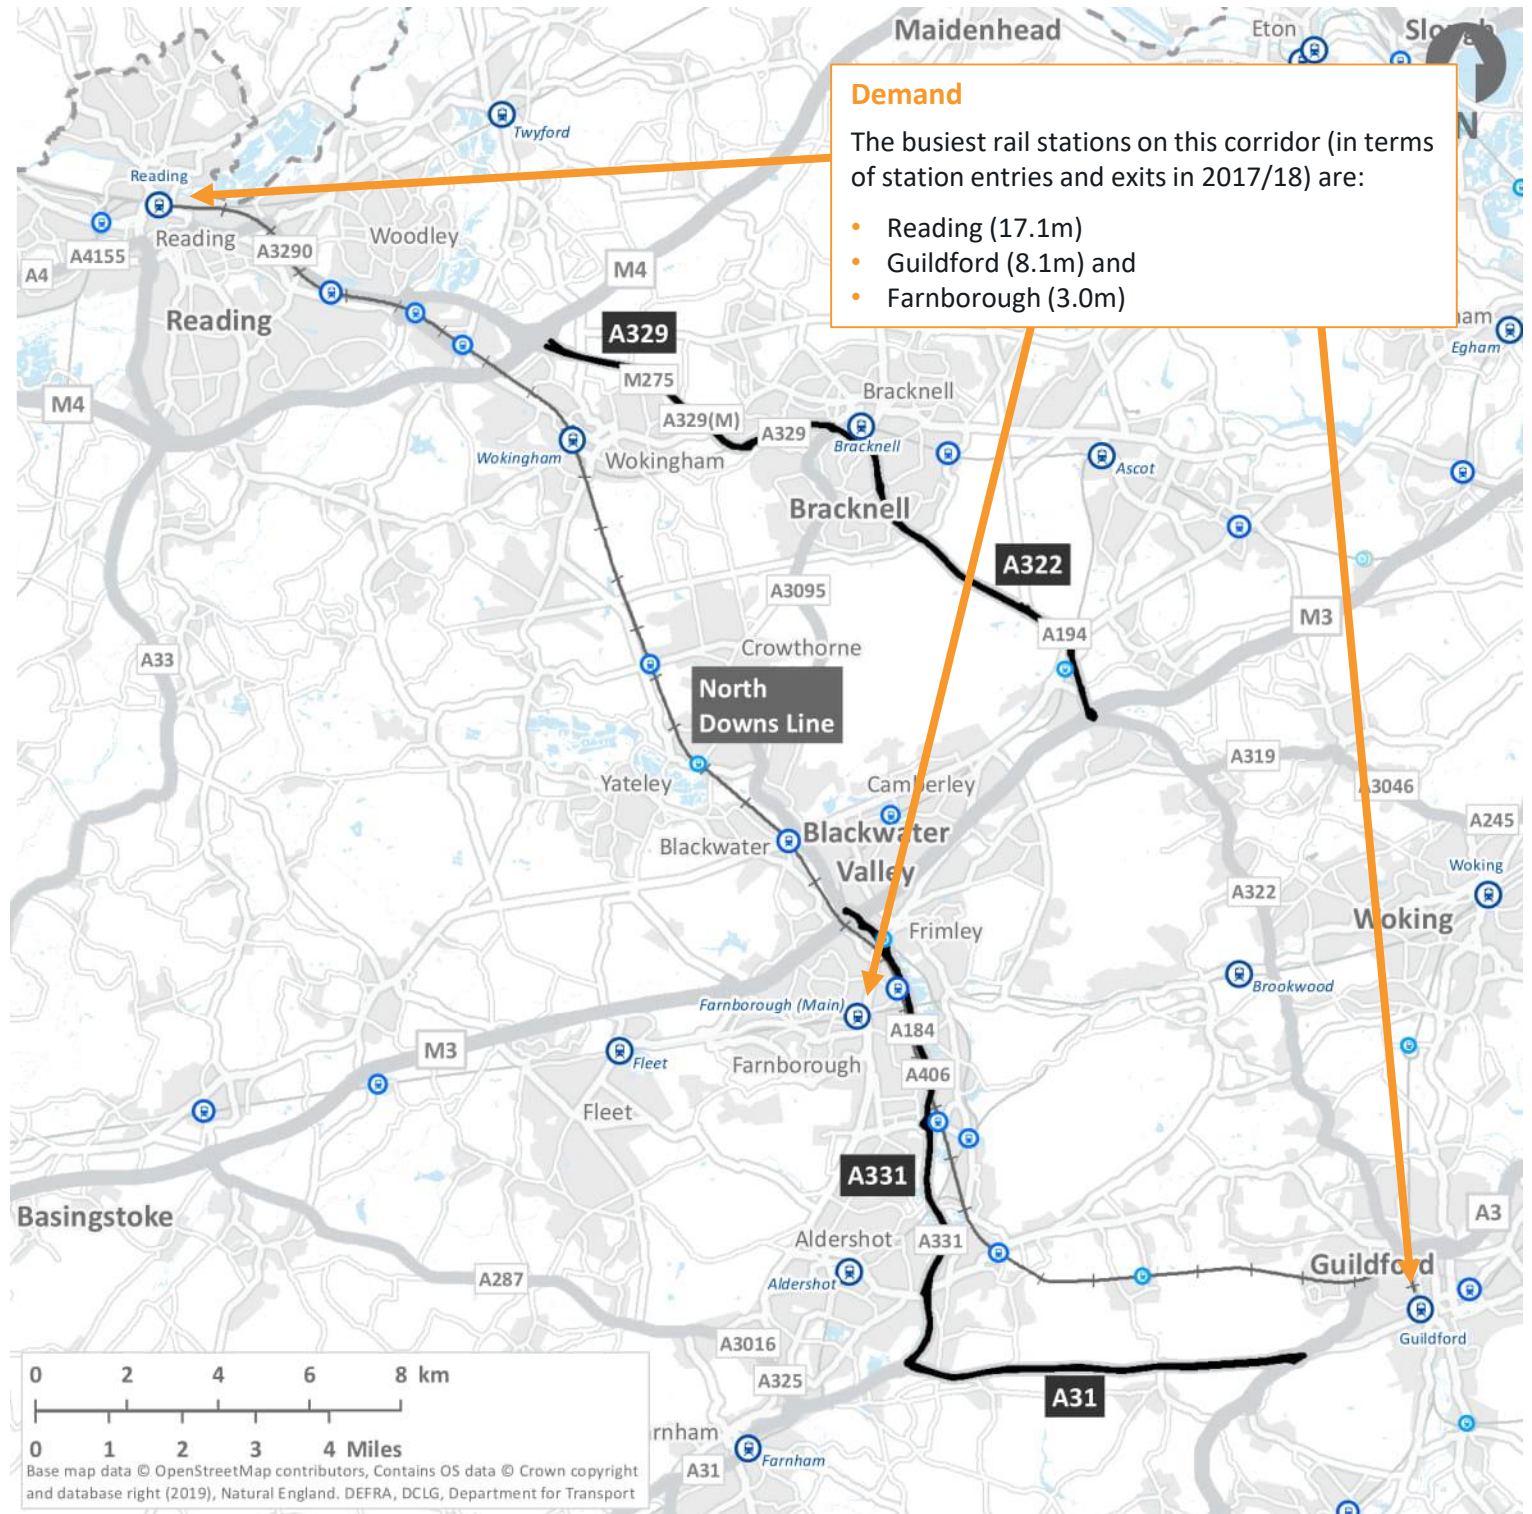 Maidenhead
Eton
Slough
N
Demand
The busiest rail stations on this corridor (in terms
of station entries and exits in 2017/18) are:
• Reading (17.1m)
• Guildford (8.1m) and
• Farnborough (3.0m)
Twyford
Reading
Reading
A3290
Woodley
A4155
A4
M4
Reading
A329
ham
Egham
M275
M4
Bracknell
A329(M)
A329
Bracknell
Wokingham
Wokingham
Ascot
Bracknell
A322
A3095
M3
A194
Crowthorne
A33
North
Downs Line
A319
Yateley
Camberley
A3046
A245
Blackwater
Blackwater
Valley
Woking
A322
Woking
Frimley
Brookwood
Farnborough (Main)
A184
M3
Fleet
Farnborough
A406
Fleet
A331
Basingstoke
A3
Aldershot
A331
Guildford
Aldershot
A287
Guildford
A3016
0 2 4 6 8 km
A325
A31
rnham
0 1 2 3 4 Miles
Farnham
A31
Base map data © OpenStreetMap contributors, Contains OS data © Crown copyright
and database right (2019), Natural England. DEFRA, DCLG, Department for Transport